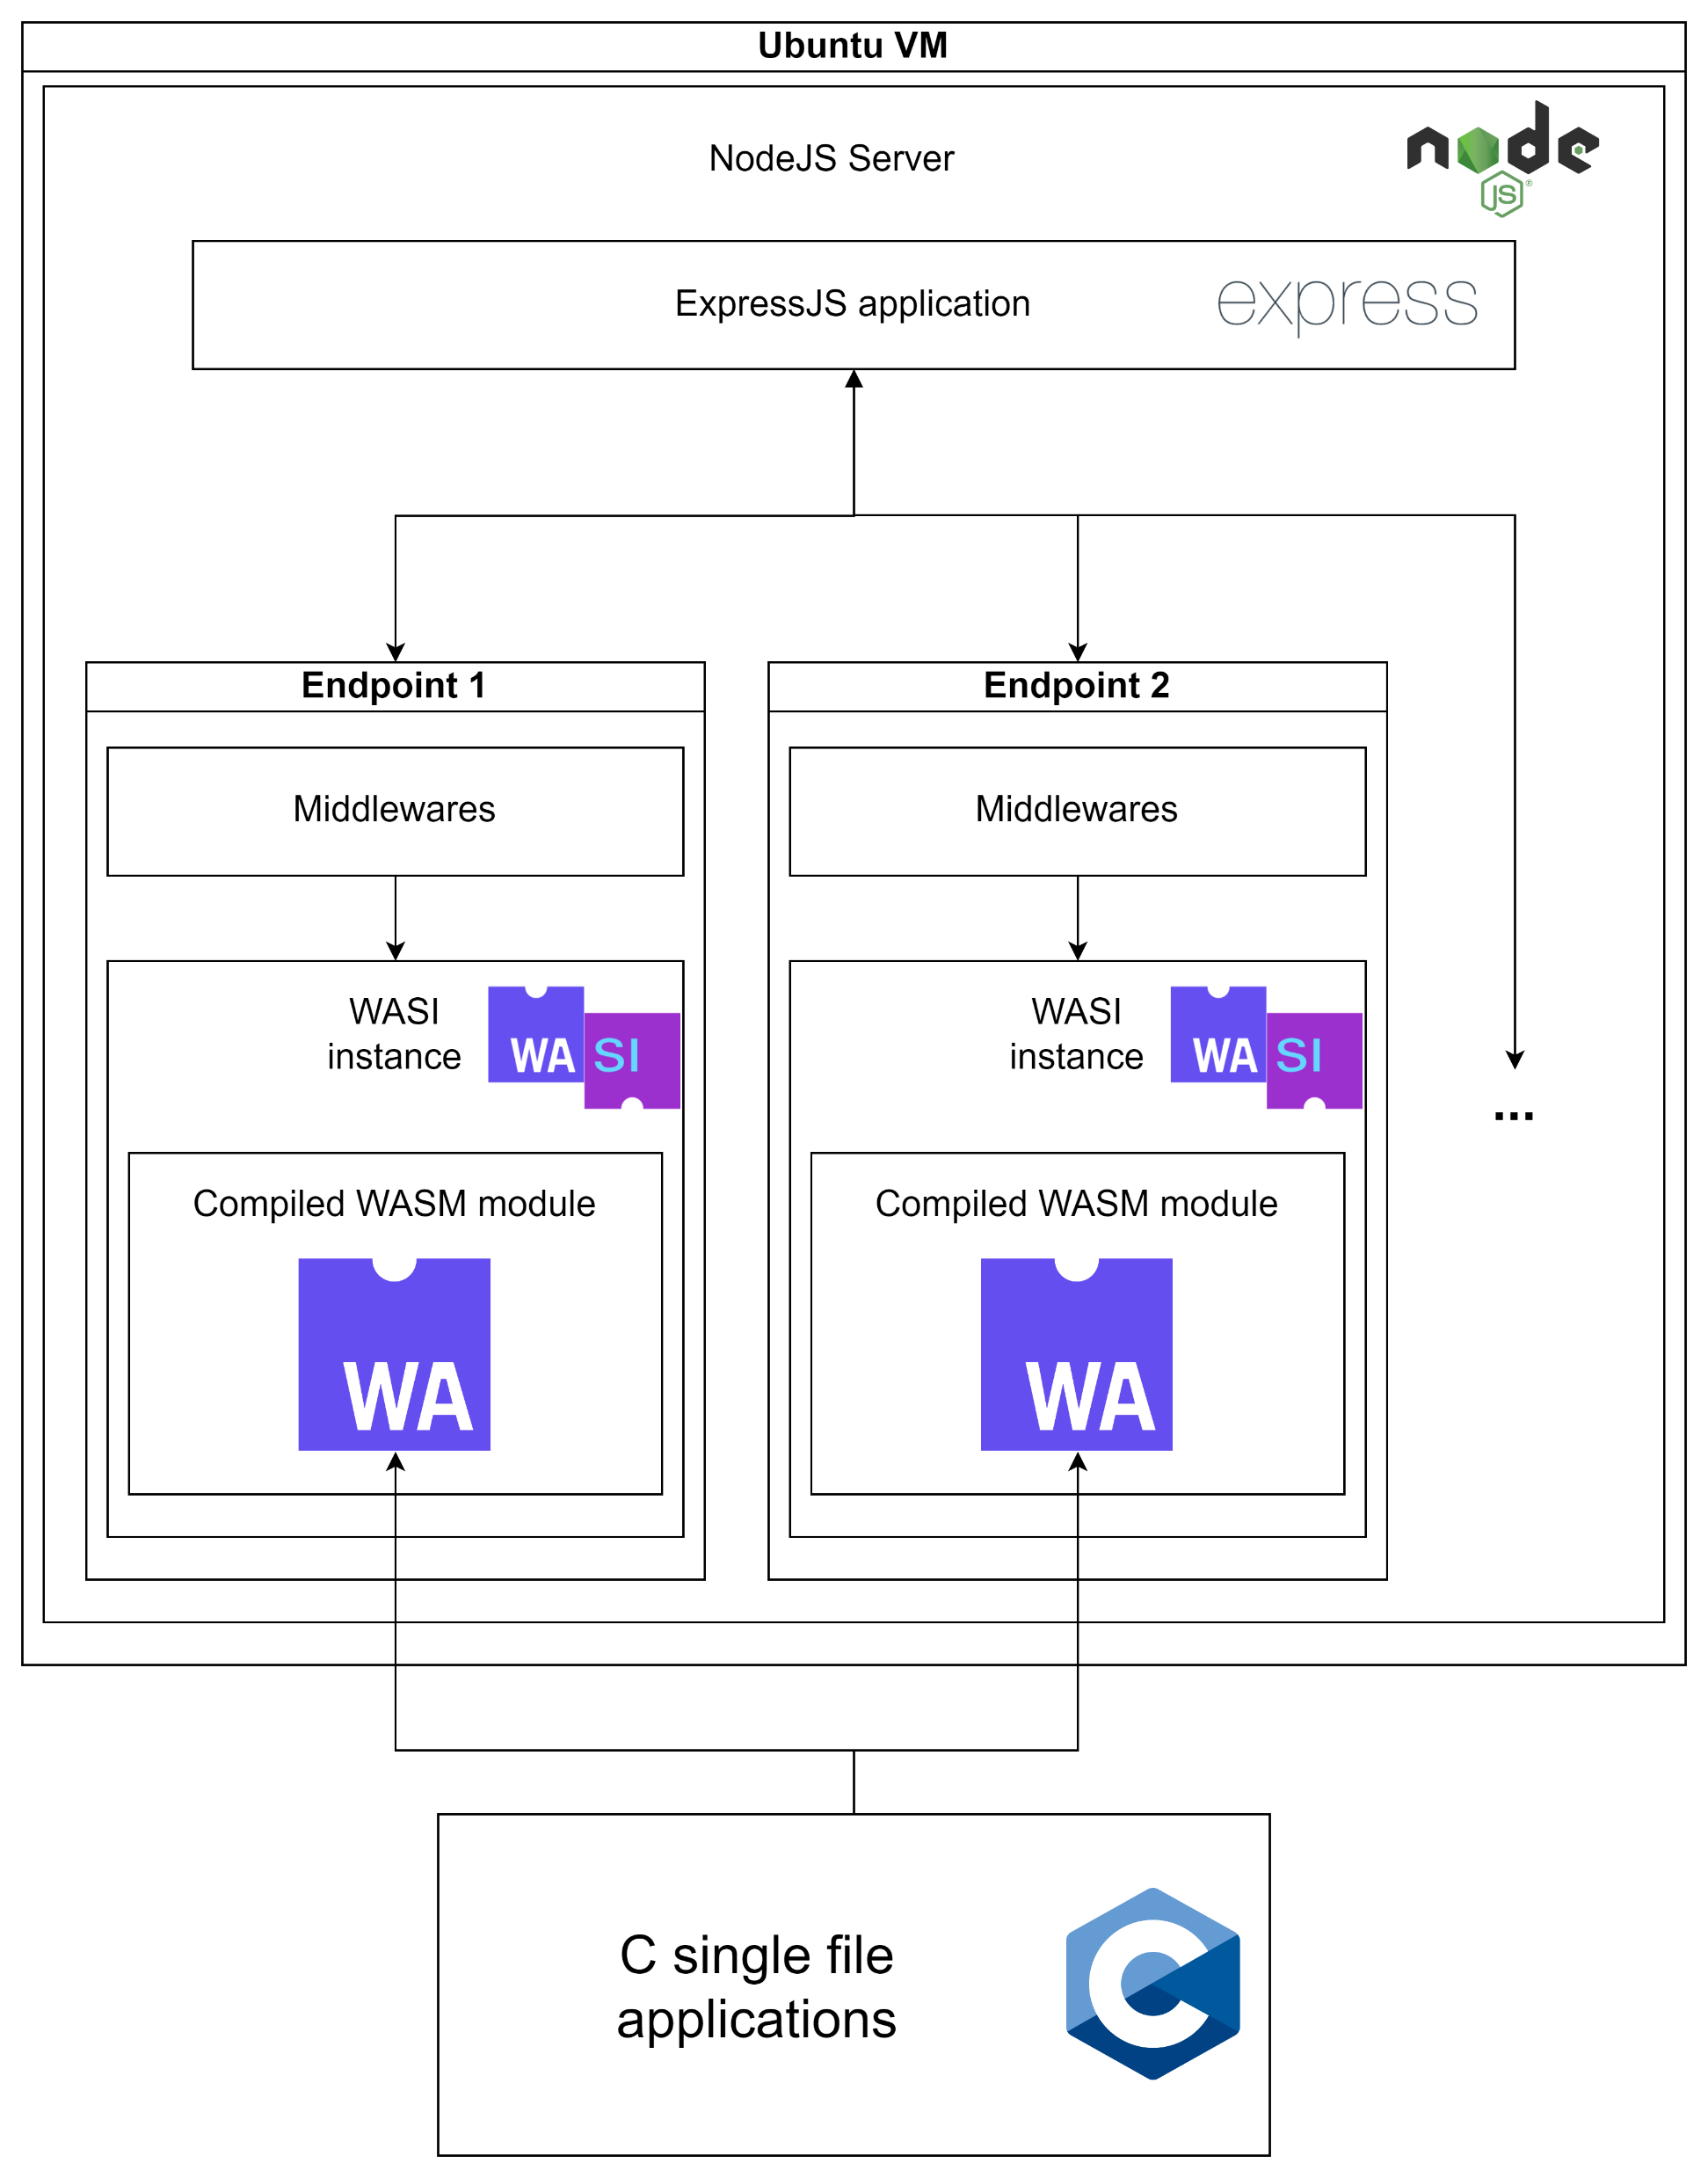 Ubuntu VM
NodeJS Server
node
JS
®
ExpressJS application
express
Endpoint 1
Middlewares
WASI
instance
WA
SI
Compiled WASM module
WA
Endpoint 2
Middlewares
WASI
instance
WA
SI
Compiled WASM module
WA
...
C single file
applications
C